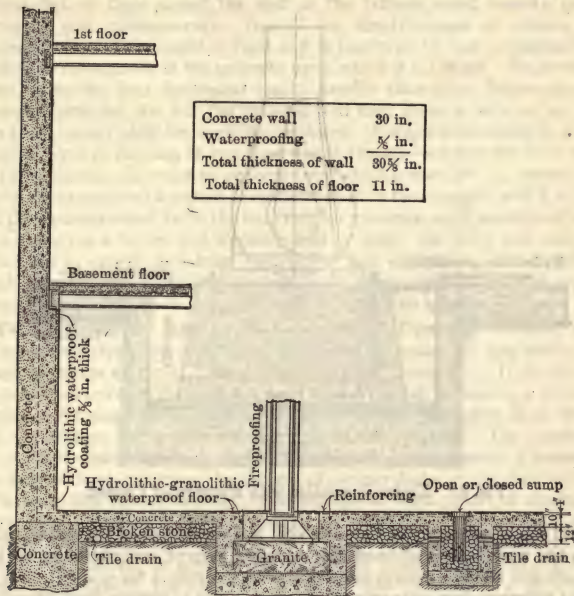 1st floor
Concrete wall 30 in.
Waterproofing ⅝ in.
Total thickness of wall 30⅝ in.
Total thickness of floor 11 in.
Basement floor
Concrete
Hydrolithic waterproof
coating ⅝ in. thick
Fireproofing
Hydrolithic-granolithic
waterproof floor
Reinforcing
Open or closed sump
Concrete
Broken stone
Concrete
Tile drain
Granite
Tile drain
10"
12"